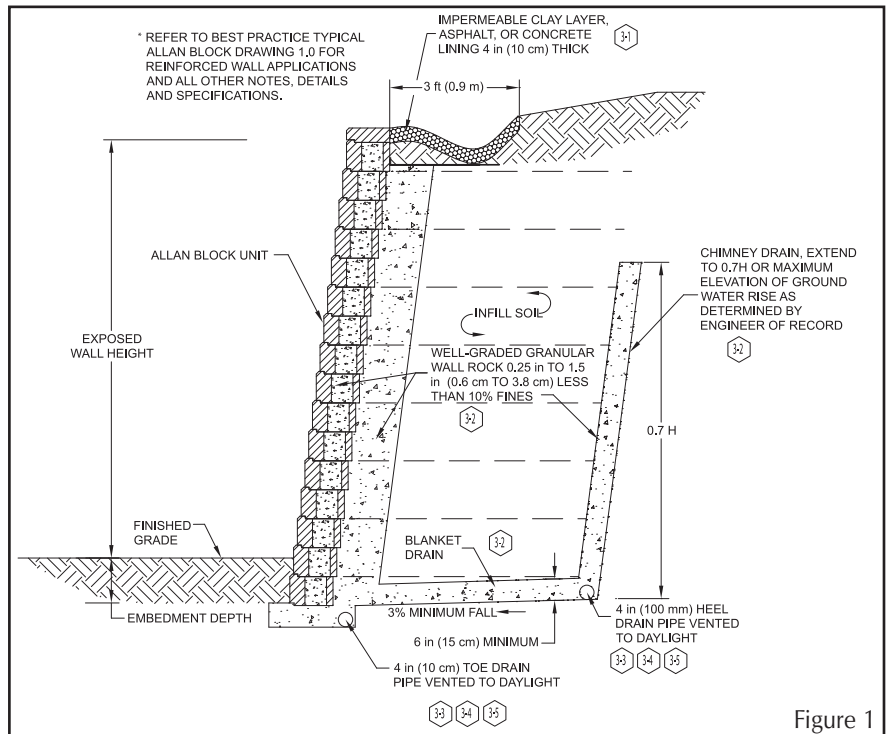 * REFER TO BEST PRACTICE TYPICAL
ALLAN BLOCK DRAWING 1.0 FOR
REINFORCED WALL APPLICATIONS
AND ALL OTHER NOTES, DETAILS
AND SPECIFICATIONS.
IMPERMEABLE CLAY LAYER,
ASPHALT, OR CONCRETE
LINING 4 in (10 cm) THICK
3-1
3 ft (0.9 m)
ALLAN BLOCK UNIT
EXPOSED
WALL HEIGHT
INFILL SOIL
CHIMNEY DRAIN, EXTEND
TO 0.7H OR MAXIMUM
ELEVATION OF GROUND
WATER RISE AS
DETERMINED BY
ENGINEER OF RECORD
3-2
WELL-GRADED GRANULAR
WALL ROCK 0.25 in TO 1.5
in (0.6 cm TO 3.8 cm) LESS
THAN 10% FINES
3-2
0.7 H
FINISHED
GRADE
BLANKET
DRAIN
3-2
EMBEDMENT DEPTH
3% MINIMUM FALL
6 in (15 cm) MINIMUM
4 in (100 mm) HEEL
DRAIN PIPE VENTED
TO DAYLIGHT
3-3 3-4 3-5
4 in (10 cm) TOE DRAIN
PIPE VENTED TO DAYLIGHT
3-3 3-4 3-5
Figure 1